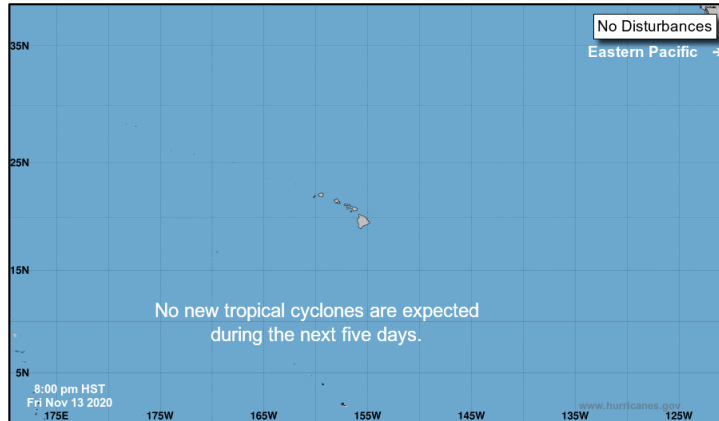 No Disturbances
Eastern Pacific →
35N
25N
15N
No new tropical cyclones are expected
during the next five days.
5N
8:00 pm HST
Fri Nov 13 2020
www.hurricanes.gov
175E
175W
165W
155W
145W
135W
125W